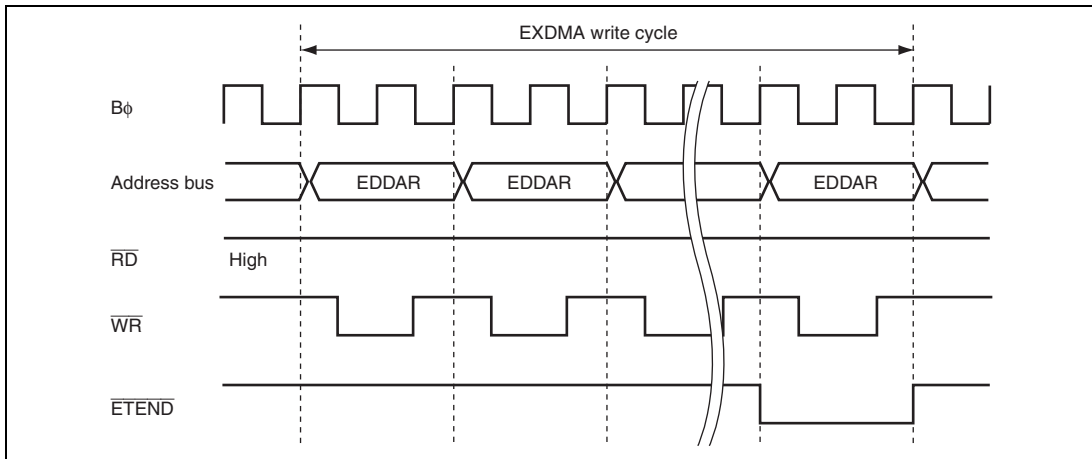 EXDMA write cycle
Bϕ
Address bus
EDDAR
EDDAR
EDDAR
RD
High
WR
ETEND